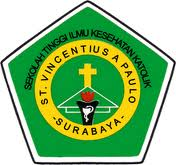 SEKOLAH TINGGI ILMU KESEHATAN KATOLIK
ST. VINCENTIUS A PAULO
-SURABAYA-